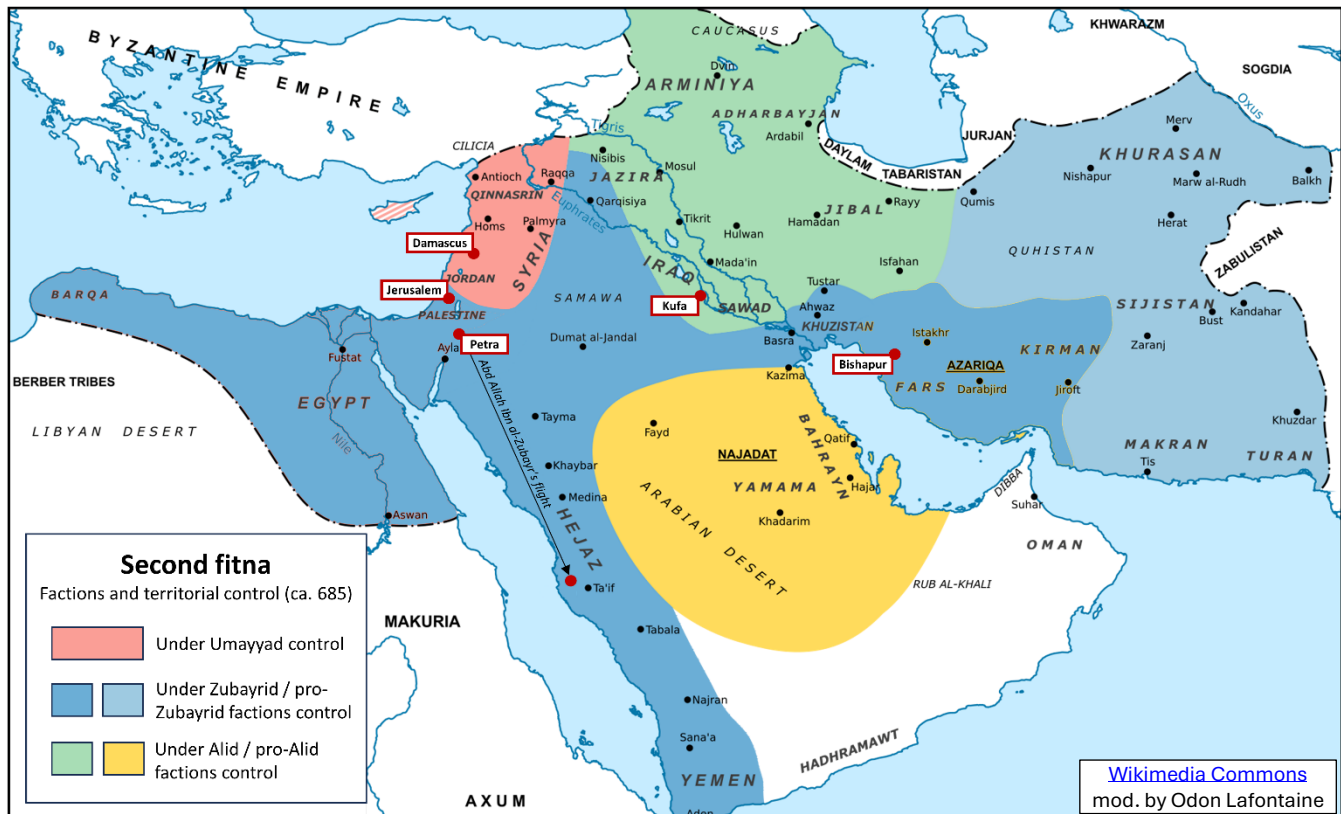 CAUCASUS
KHWARAZM
BYZANTINE EMPIRE
Dvin
ARMINIYA
SOGDIA
ADHARBAYJAN
Ardabil
Oxus
Tigris
JURJAN
Merv
CILICIA
Nisibis
DAYLAM
KHURASAN
Antioch
Raqqa
JAZIRA
Mosul
TABARISTAN
Nishapur
Marw al-Rudh
Balkh
QINNASRIN
Qarqisiya
Euphrates
Rayy
Qumis
Homs
Palmyra
Tikrit
Hulwan
Hamadan
JIBAL
Herat
Damascus
SYRIA
Mada'in
QUHISTAN
ZABULISTAN
JORDAN
IRAQ
Isfahan
Jerusalem
BARQA
SAMAWA
Kufa
SAWAD
Tustar
Ahwaz
SIJISTAN
Bust
Kandahar
PALESTINE
KHUZISTAN
Istakhr
Petra
Basra
Zaranj
Fustat
Ayla
Dumat al-Jandal
Bishapur
AZARIQA
KIRMAN
BERBER TRIBES
Kazima
FARS
Darabjird
Jiroft
EGYPT
Abd Allah Ibn al-Zubayr's flight
Tayma
Fayd
BAHRAYN
Khuzdar
LIBYAN DESERT
Qatif
MAKRAN
Nile
NAJADAT
Tis
TURAN
Khaybar
YAMAMA
Hajar
DIBBA
Medina
Suhar
Aswan
HEJAZ
ARABIAN DESERT
Khadarim
OMAN
Second fitna
Factions and territorial control (ca. 685)
Under Umayyad control
Under Zubayrid / pro-
Zubayrid factions control
Under Alid / pro-Alid
factions control
Ta'if
RUB AL-KHALI
MAKURIA
Tabala
Najran
Sana'a
HADHRAMAWT
YEMEN
AXUM
Aden
Wikimedia Commons
mod. by Odon Lafontaine